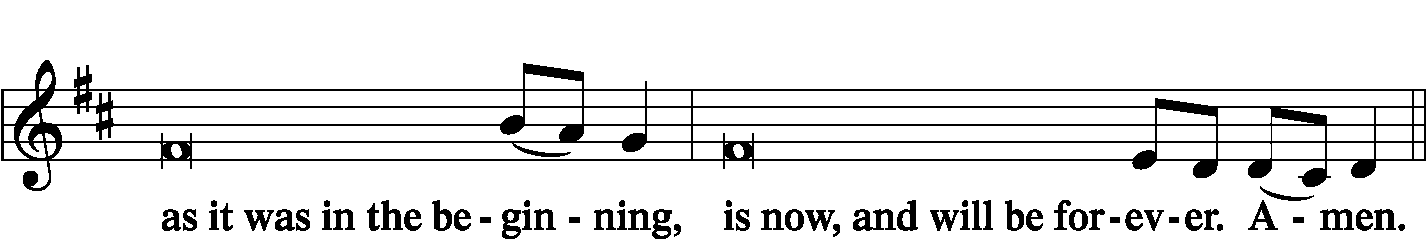 as it was in the be - gin - ning, is now, and will be for-ev-er. A - men.